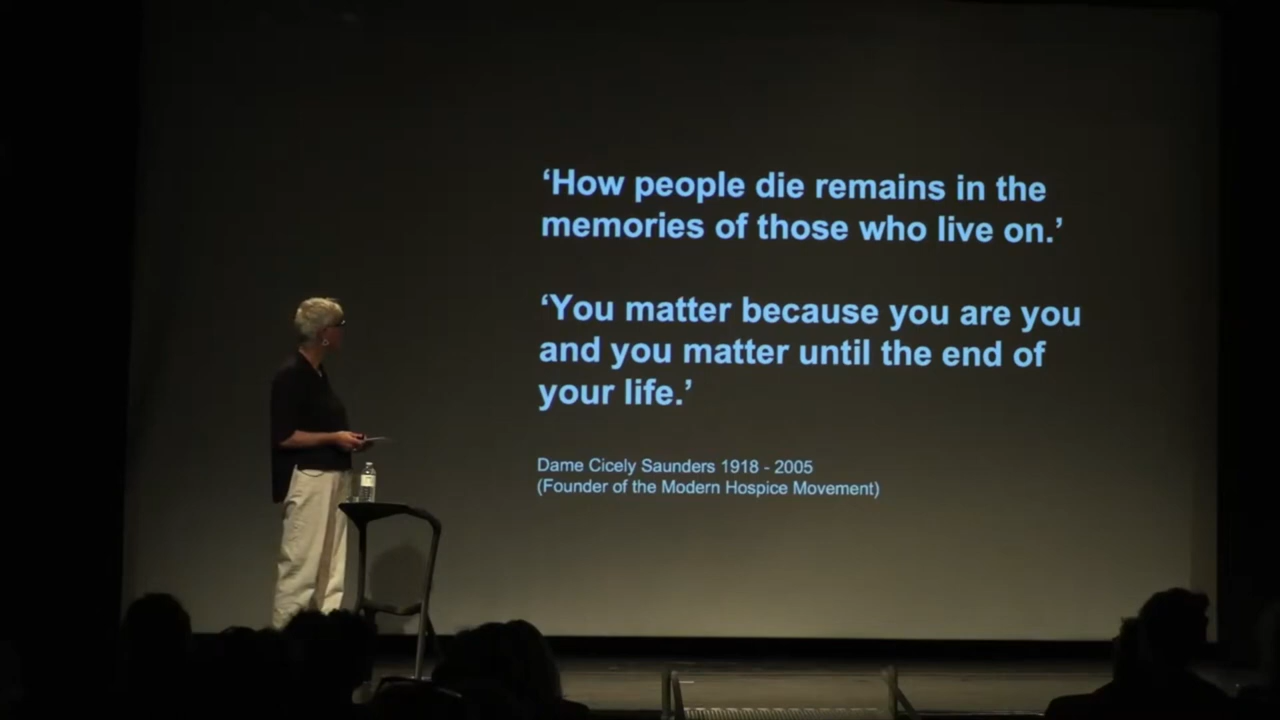 ‘How people die remains in the
memories of those who live on.’
‘You matter because you are you
and you matter until the end of
your life.’
Dame Cicely Saunders 1918 - 2005
(Founder of the Modern Hospice Movement)